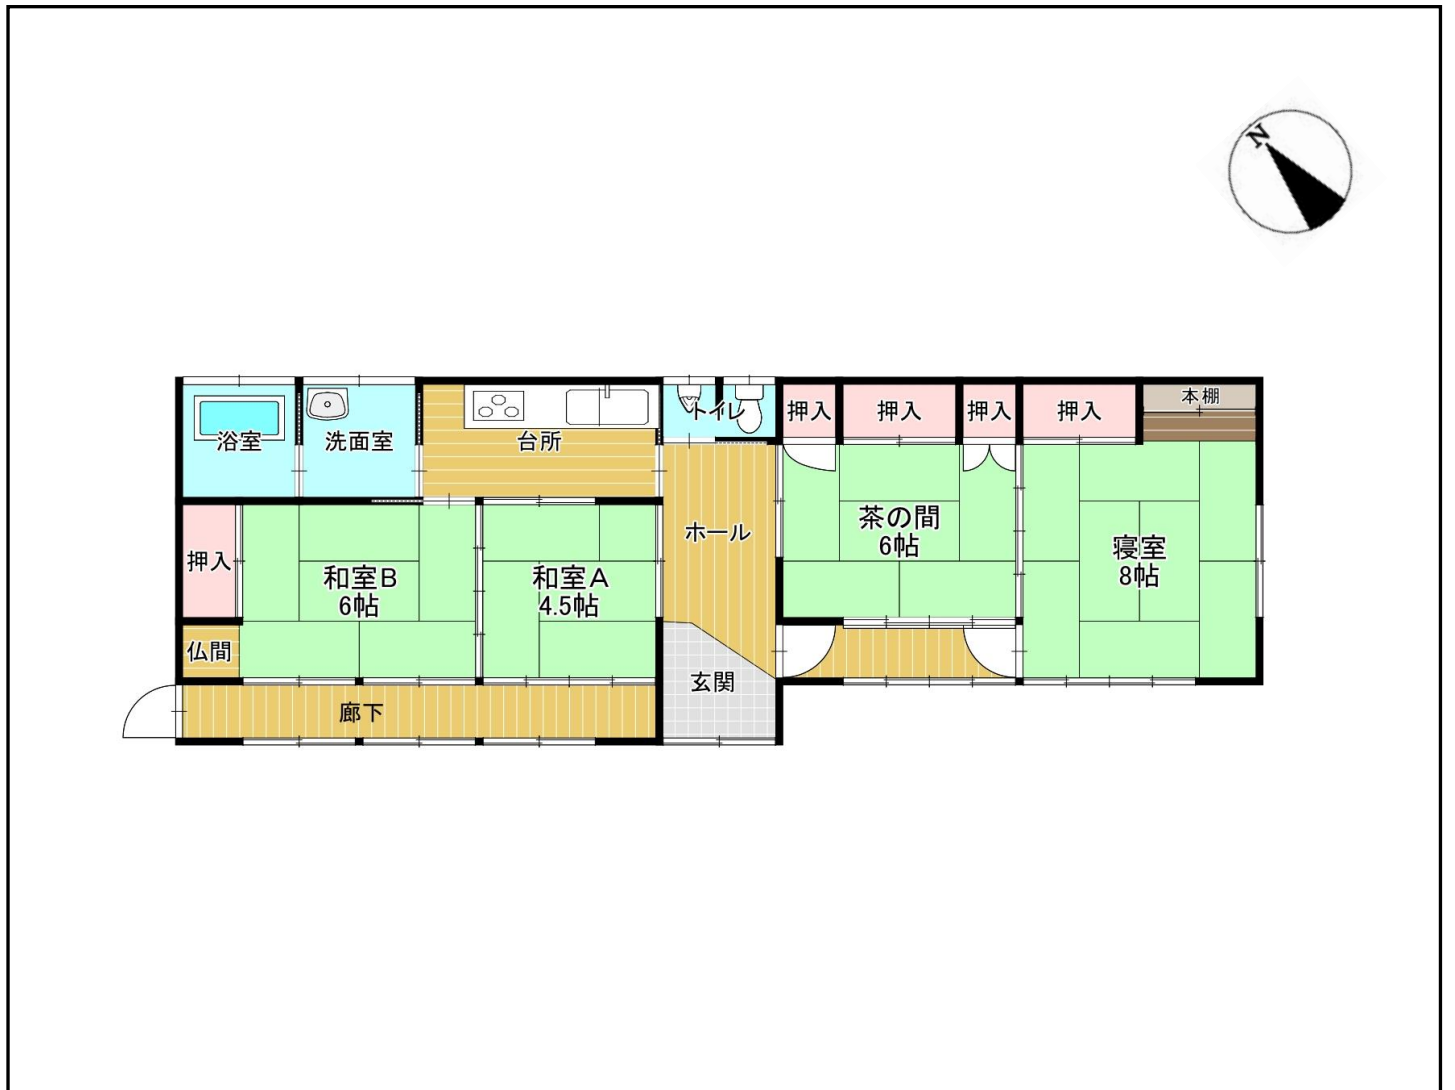 N
本棚
押入
押入
押入
押入
トイレ
浴室
洗面室
台所
茶の間
6帖
ホール
寝室
8帖
押入
和室B
6帖
和室A
4.5帖
仏間
玄関
廊下